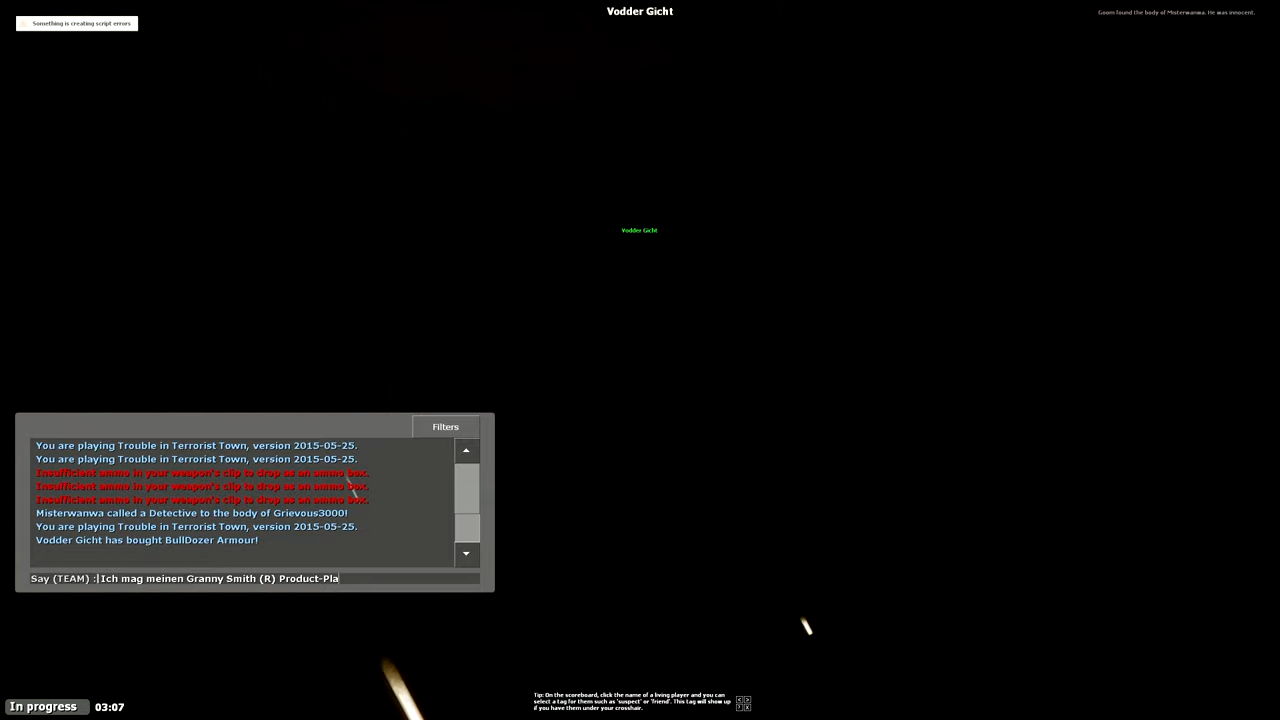 Vodder Gicht
Something is creating script errors
Goom found the body of Misterwanwa. He was innocent.
Vodder Gicht
Filters
You are playing Trouble in Terrorist Town, version 2015-05-25.
You are playing Trouble in Terrorist Town, version 2015-05-25.
Insufficient ammo in your weapon's clip to drop as an ammo box.
Insufficient ammo in your weapon's clip to drop as an ammo box.
Insufficient ammo in your weapon's clip to drop as an ammo box.
Misterwanwa called a Detective to the body of Grievous3000!
You are playing Trouble in Terrorist Town, version 2015-05-25.
Vodder Gicht has bought BullDozer Armour!
Say (TEAM) :Ich mag meinen Granny Smith (R) Product-Pla
Tip: On the scoreboard, click the name of a living player and you can
select a tag for them such as 'suspect' or 'friend'. This tag will show up
if you have them under your crosshair.
In progress 03:07